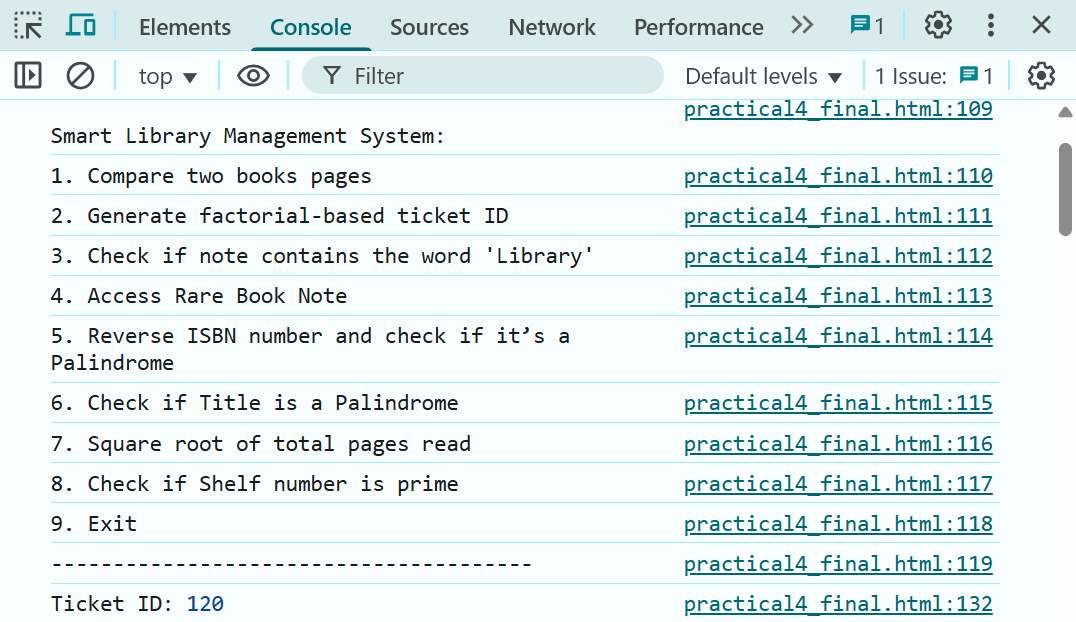 Elements Console Sources Network Performance 1
top Filter Default levels 1 Issue: 1
practical4_final.html:109
Smart Library Management System:
1. Compare two books pages practical4_final.html:110
2. Generate factorial-based ticket ID practical4_final.html:111
3. Check if note contains the word 'Library' practical4_final.html:112
4. Access Rare Book Note practical4_final.html:113
5. Reverse ISBN number and check if it’s a practical4_final.html:114
Palindrome
6. Check if Title is a Palindrome practical4_final.html:115
7. Square root of total pages read practical4_final.html:116
8. Check if Shelf number is prime practical4_final.html:117
9. Exit practical4_final.html:118
-------------------------------------- practical4_final.html:119
Ticket ID: 120 practical4_final.html:132